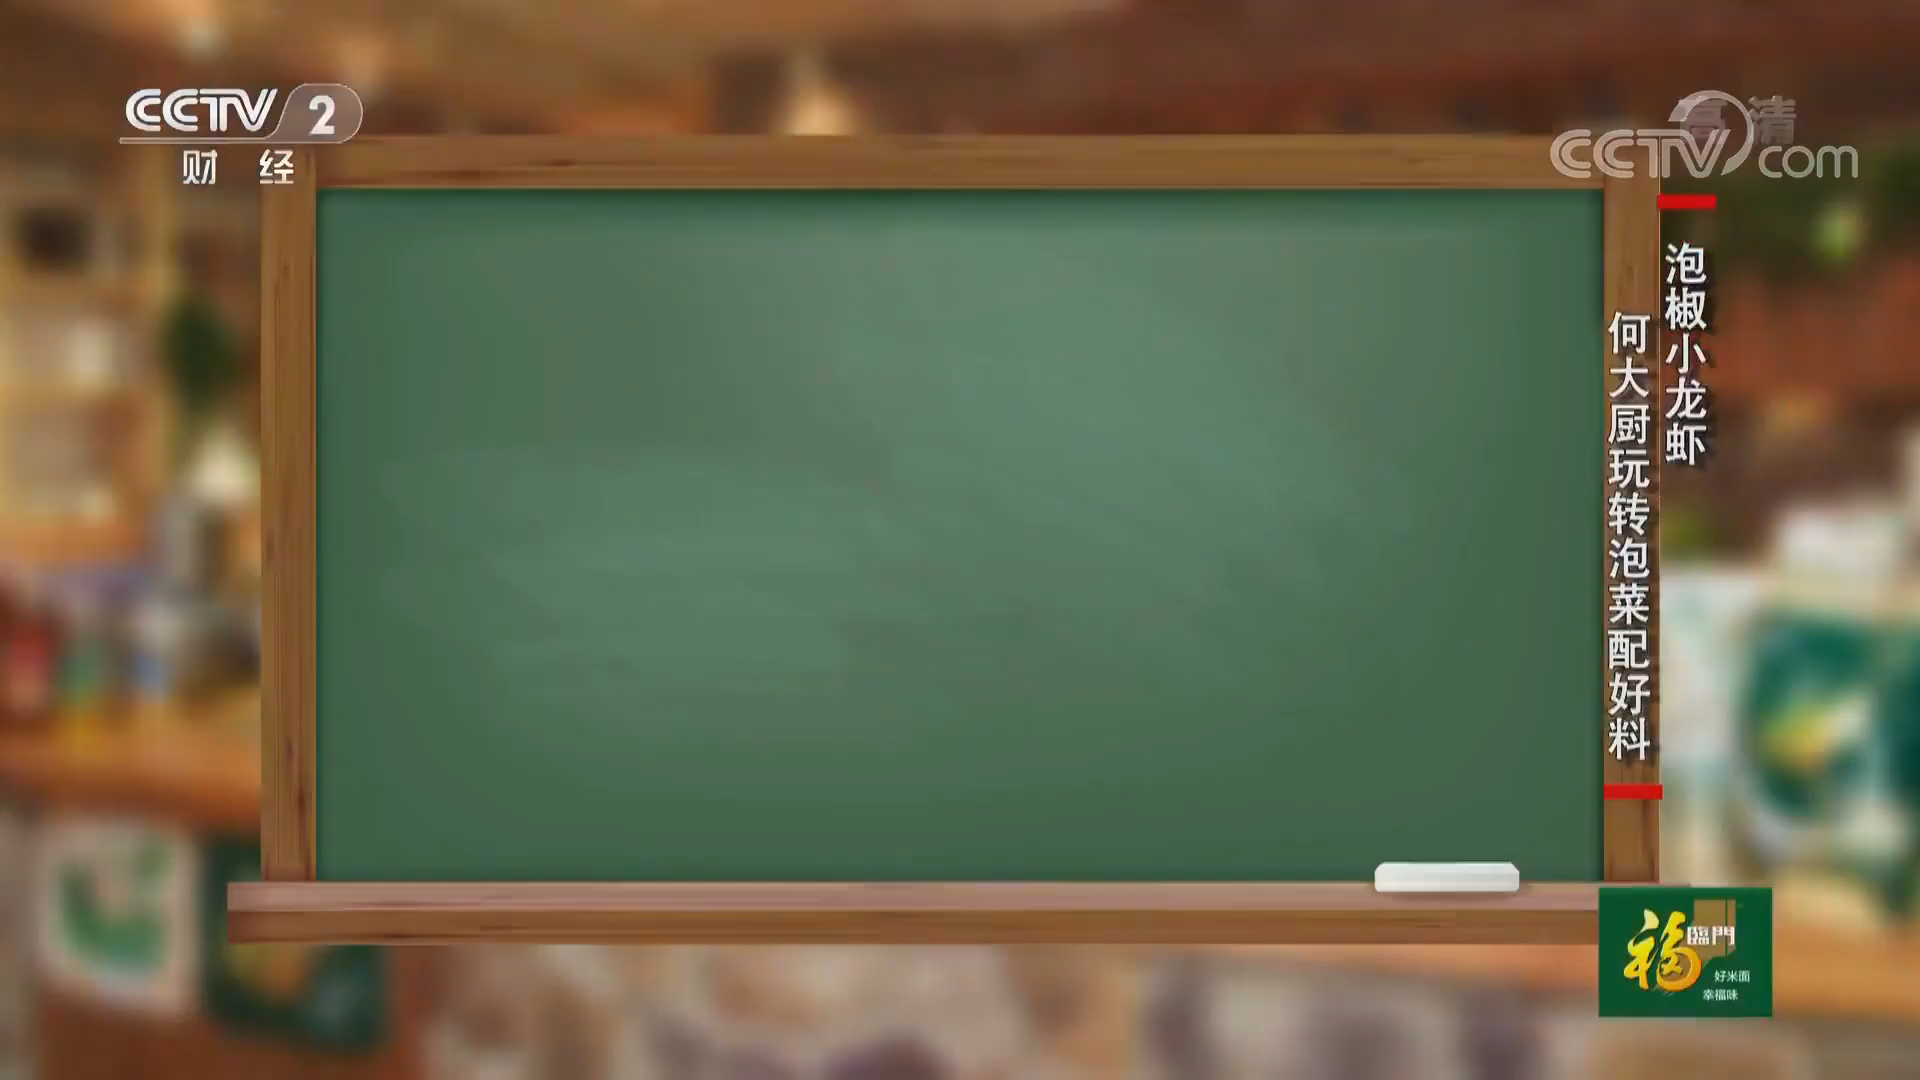 CCTV 2
财 经
高清
CCTV com
泡椒小龙虾
何大厨玩转泡菜配好料
福臨門
好米面
幸福味